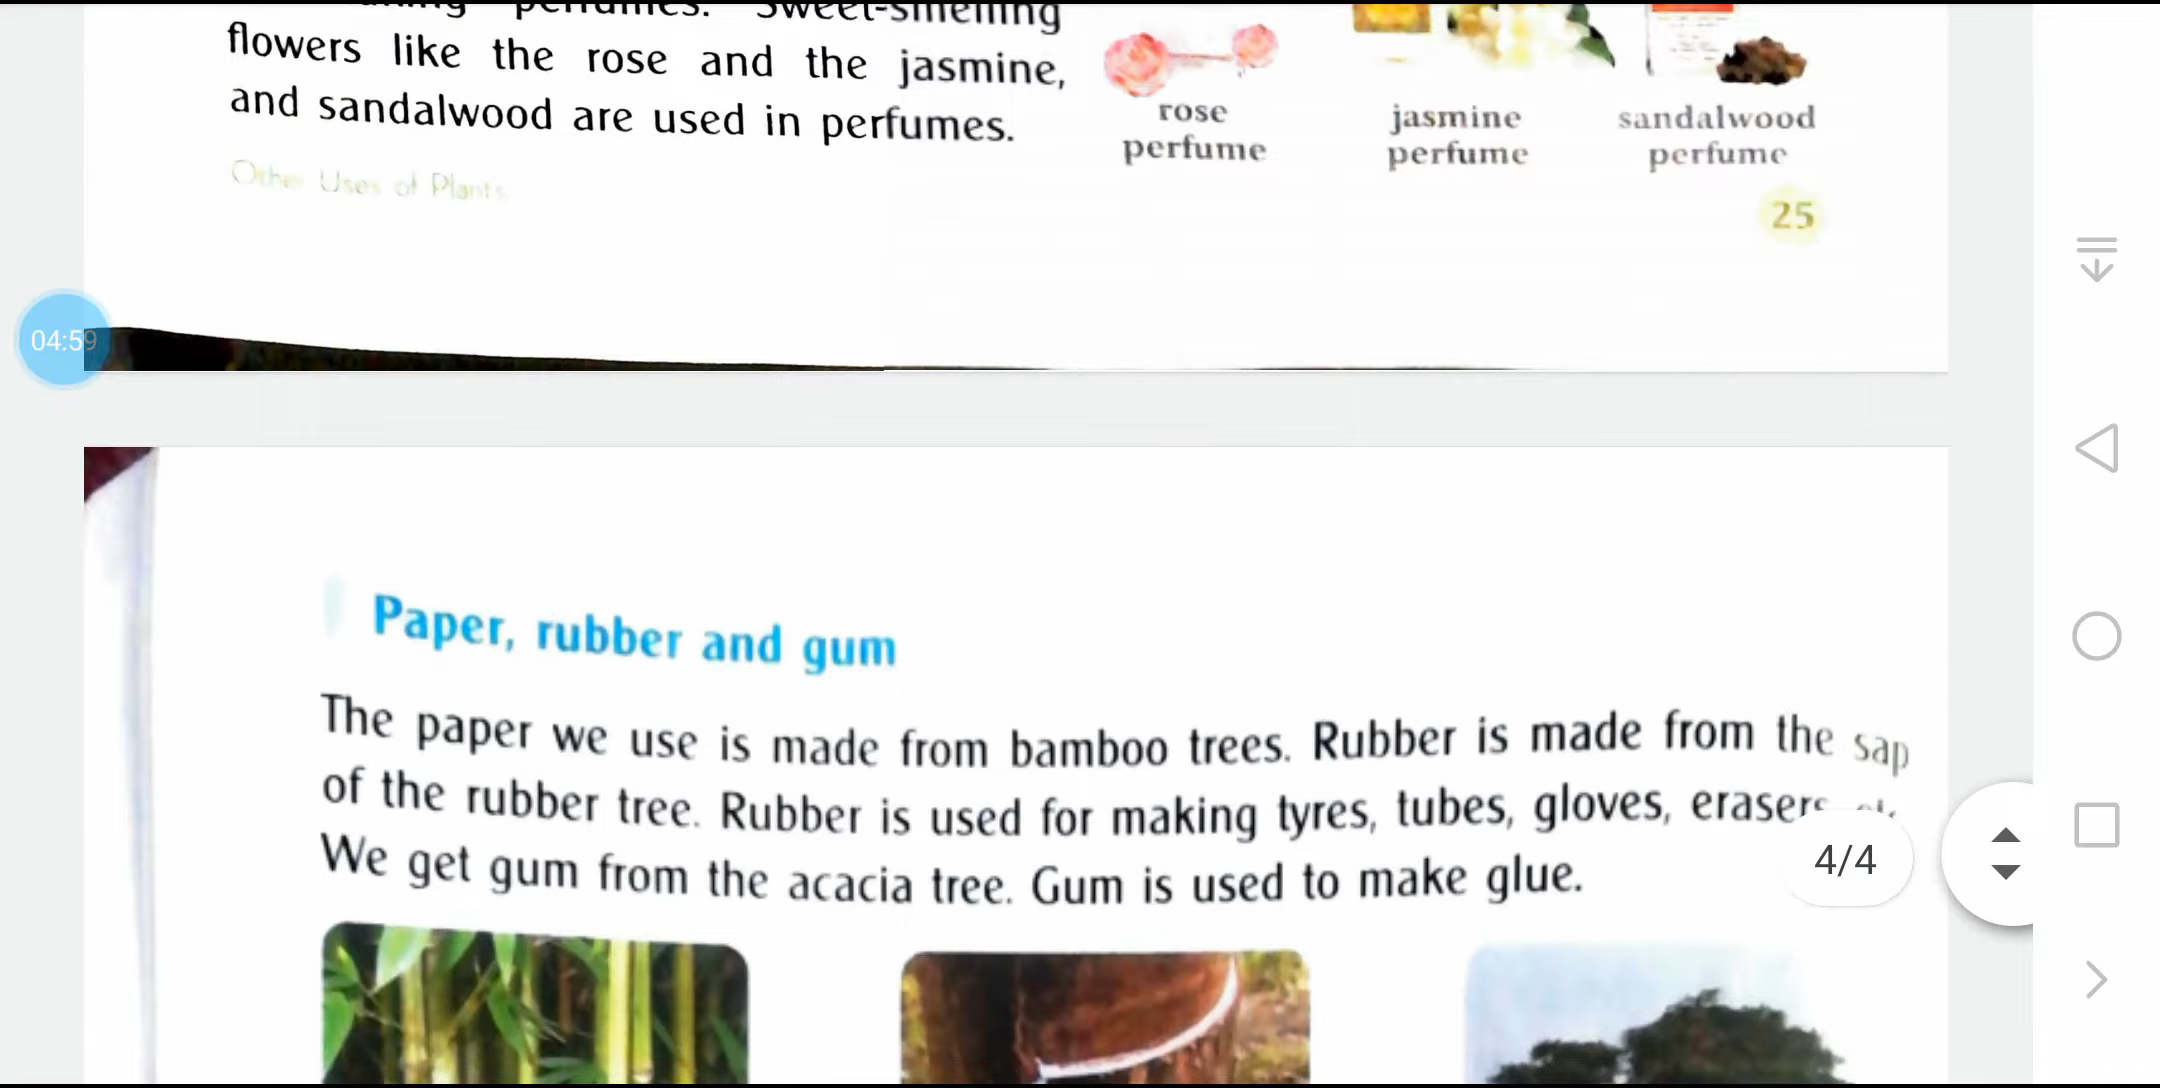 perfumes. Sweet-smelling
flowers like the rose and the jasmine,
and sandalwood are used in perfumes.
rose
perfume
jasmine
perfume
sandalwood
perfume
Other Uses of Plants
25
04:59
Paper, rubber and gum
The paper we use is made from bamboo trees. Rubber is made from the sap
of the rubber tree. Rubber is used for making tyres, tubes, gloves, erasers
We get gum from the acacia tree. Gum is used to make glue.
4/4